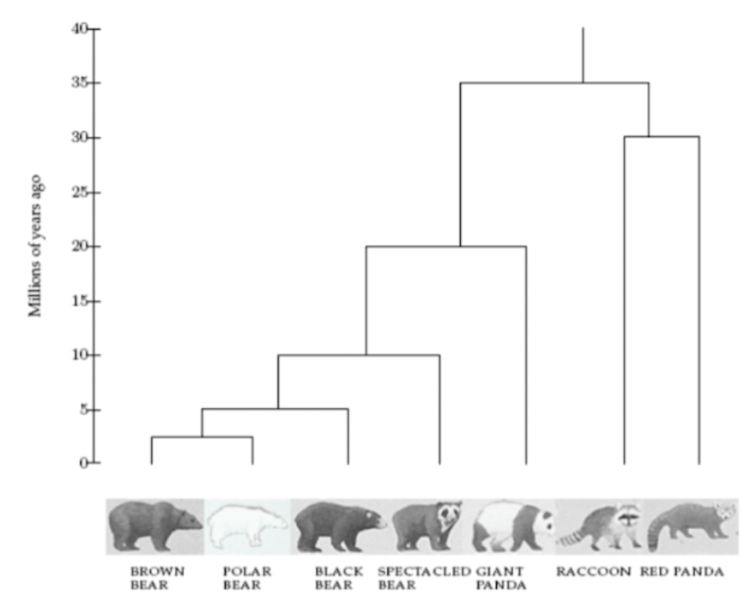 40
35
30
25
20
15
10
5
0
Millions of years ago
BROWN BEAR
POLAR BEAR
BLACK BEAR
SPECTACLED BEAR
GIANT PANDA
RACCOON
RED PANDA